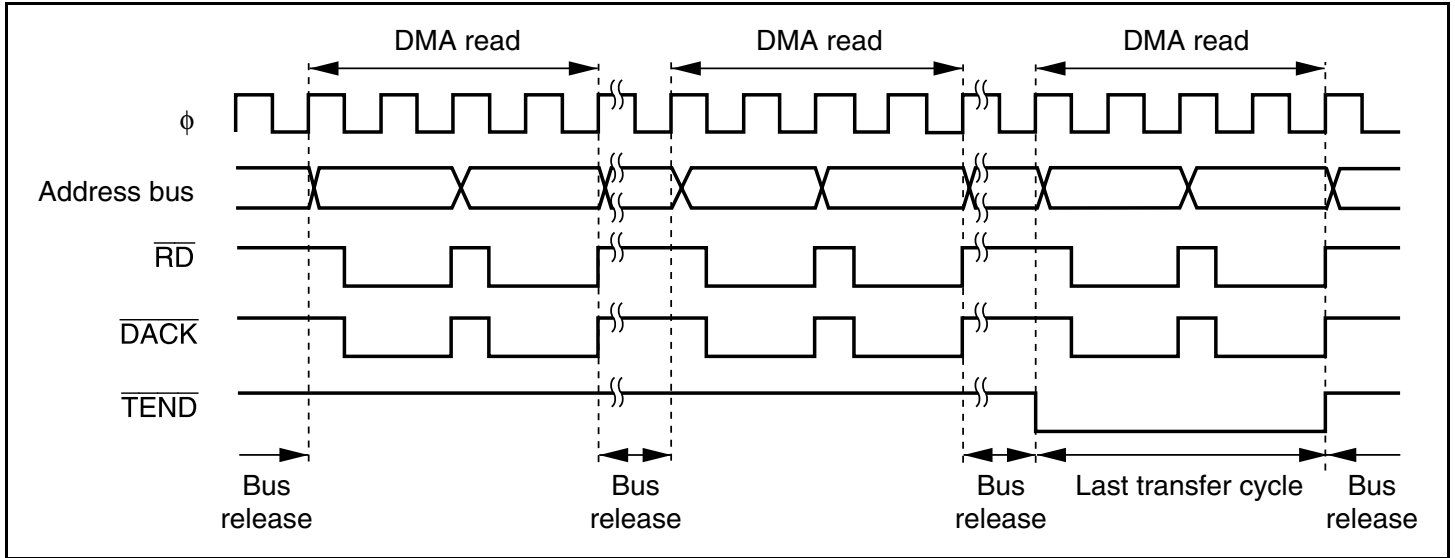 DMA read DMA read DMA read
ϕ
Address bus
RD
DACK
TEND
Bus release
Bus release
Bus release
Last transfer cycle
Bus release